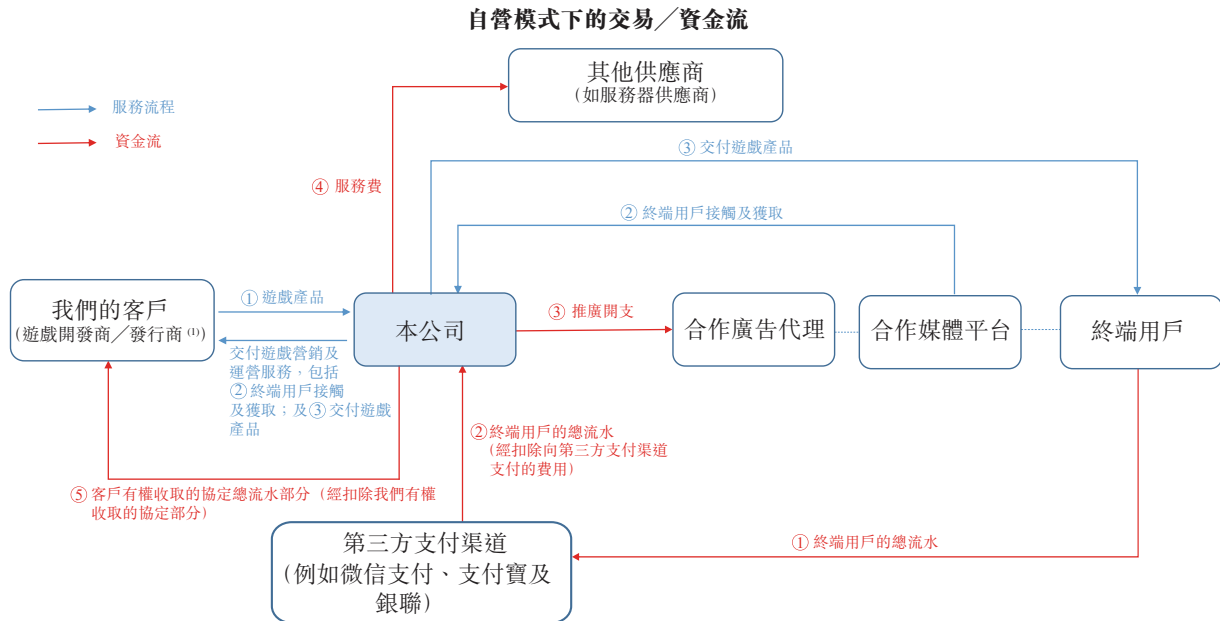 自營模式下的交易／資金流
其他供應商
(如服務器供應商)
服務流程
資金流
③ 交付遊戲產品
④ 服務費
② 終端用戶接觸及獲取
我們的客戶
(遊戲開發商／發行商 (1))
① 遊戲產品
本公司
③ 推廣開支
合作廣告代理
合作媒體平台
終端用戶
交付遊戲營銷及
運營服務，包括
② 終端用戶接觸
及獲取；及③ 交付遊戲
產品
② 終端用戶的總流水
(經扣除向第三方支付渠道
支付的費用)
⑤ 客戶有權收取的協定總流水部分 (經扣除我們有權
收取的協定部分)
第三方支付渠道
(例如微信支付、支付寶及
銀聯)
① 終端用戶的總流水